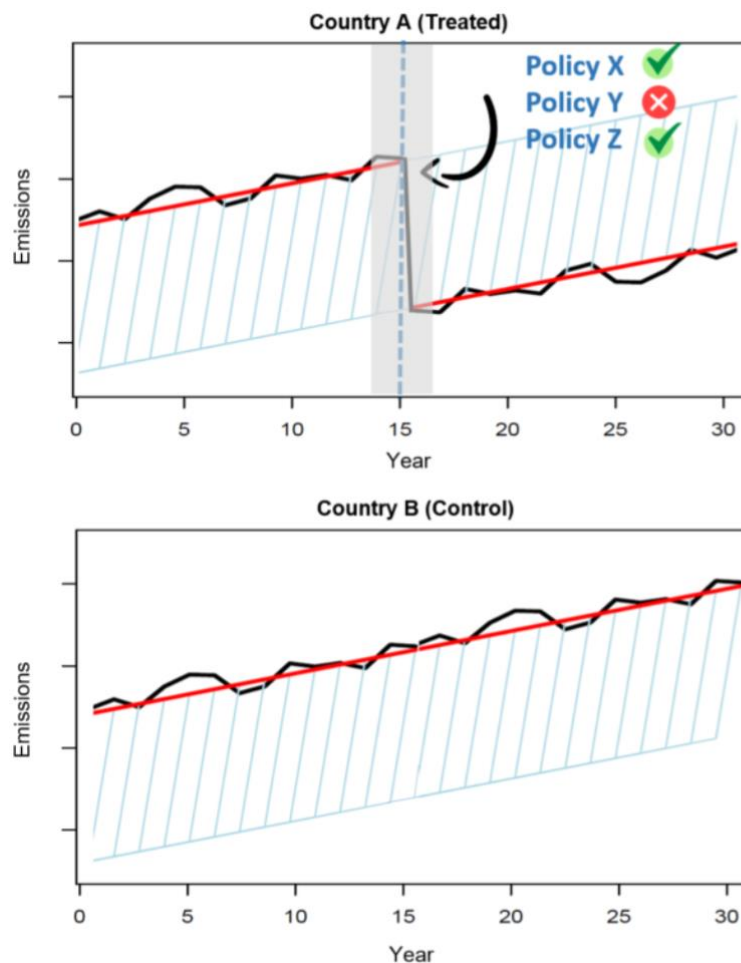 Country A (Treated)
Policy X
Policy Y
Policy Z
Emissions
0 5 10 15 20 25 30
Year
Country B (Control)
Emissions
0 5 10 15 20 25 30
Year